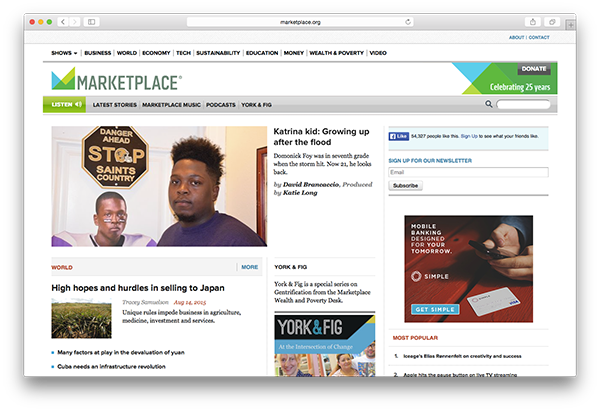 marketplace.org
ABOUT / CONTACT
SHOWS BUSINESS WORLD ECONOMY TECH SUSTAINABILITY EDUCATION MONEY WEALTH & POVERTY VIDEO
MARKETPLACE®
DONATE
Celebrating 25 years
LISTEN LATEST STORIES MARKETPLACE MUSIC PODCASTS YORK & FIG
DANGER
AHEAD
STOP
SAINTS
COUNTRY
Katrina kid: Growing up
after the flood
Domonick Foy was in seventh grade
when the storm hit. Now 21, he looks
back.
by David Brancaccio, Produced
by Katie Long
Like 54,327 people like this. Sign Up to see what your friends like.
SIGN UP FOR OUR NEWSLETTER
Email
Subscribe
MOBILE
BANKING
DESIGNED
FOR YOUR
TOMORROW.
SIMPLE
GET SIMPLE
VISA
WORLD MORE
High hopes and hurdles in selling to Japan
Tracey Samuelson Aug 14, 2015
Unique rules impede business in agriculture,
medicine, investment and services.
Many factors at play in the devaluation of yuan
Cuba needs an infrastructure revolution
YORK & FIG
York & Fig is a special series on
Gentrification from the Marketplace
Wealth and Poverty Desk.
YORK & FIG
At the Intersection of Change
MOST POPULAR
1. Iceage's Elias Rønnenfelt on creativity and success
2. Apple hits the pause button on live TV streaming